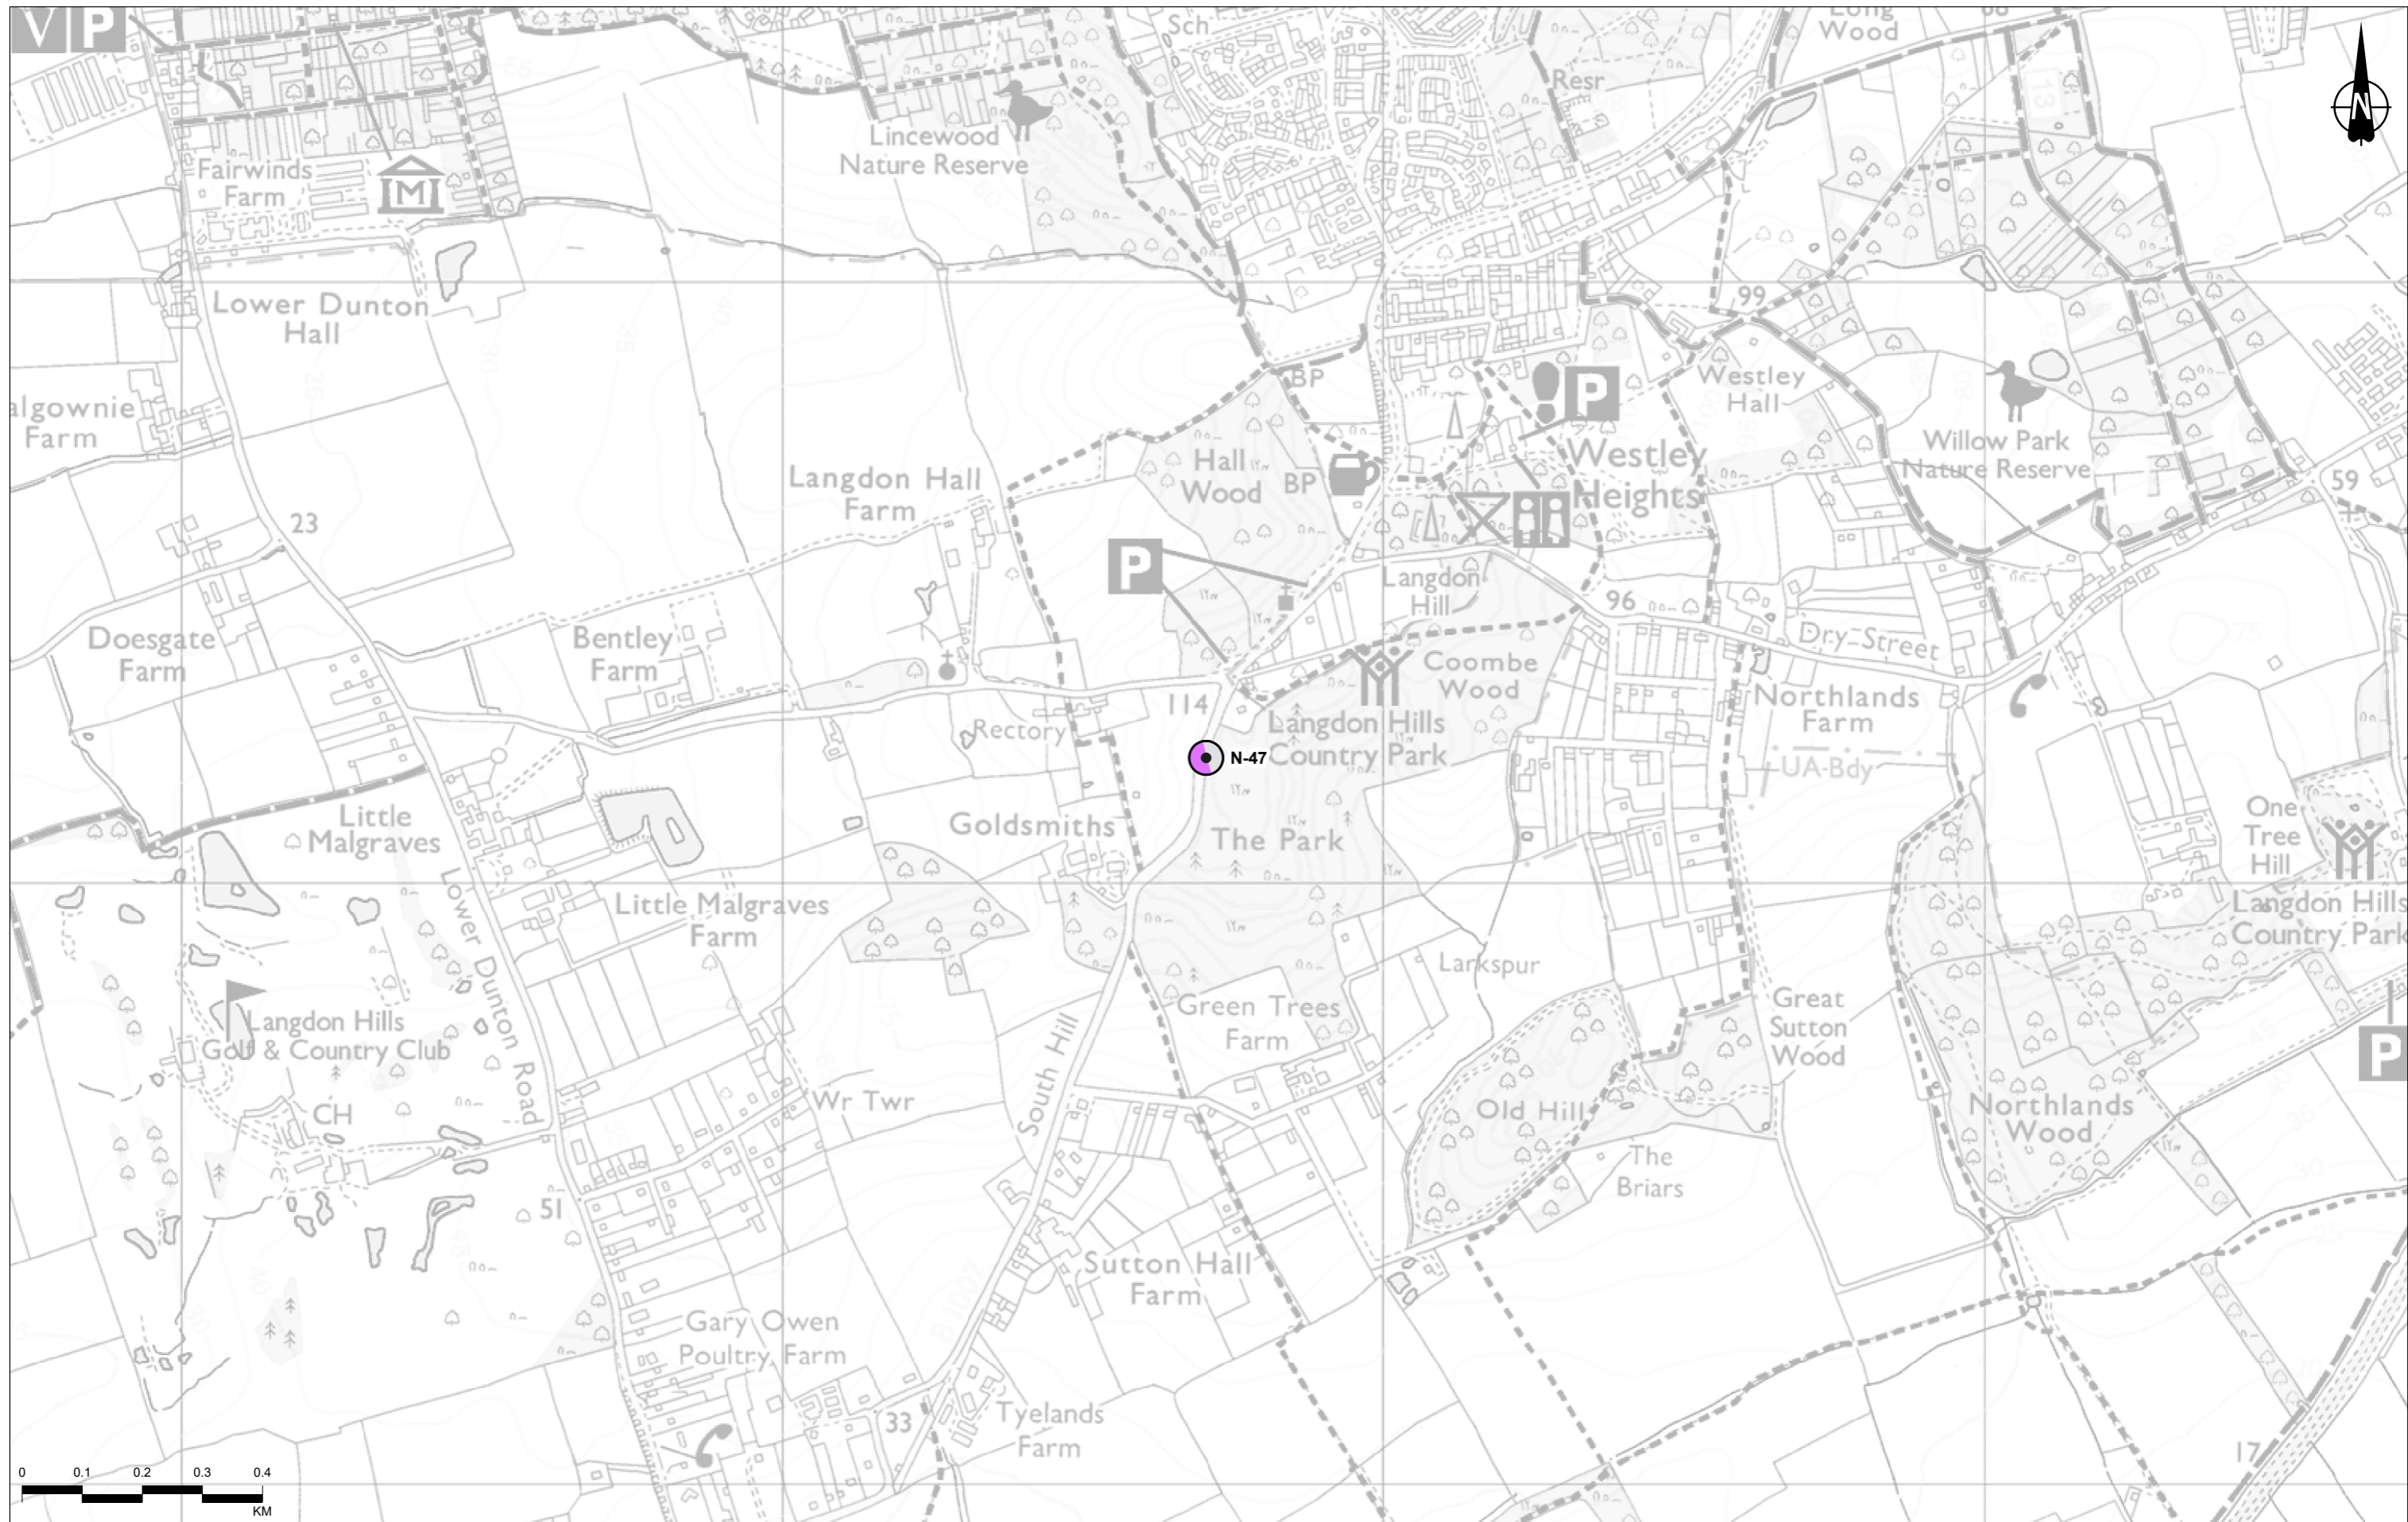 V P
Sch
Long
Wood
68
Resr
N
Lincewood
Nature Reserve
Fairwinds
Farm
M
55
Lower Dunton
Hall
99
BP
P
Westley
Hall
algownie
Farm
Willow Park
Nature Reserve
Westley
Heights
Hall
Wood
BP
Langdon Hall
Farm
59
23
P
Langdon
Hill
96
Dry Street
Doesgate
Farm
Bentley
Farm
Coombe
Wood
Northlands
Farm
114
Rectory
Langdon Hills
Country Park
N-47
UA Bdy
Little
Malgraves
Goldsmiths
The Park
One
Tree
Hill
Lower Dunton Road
Little Malgraves
Farm
Langdon Hills
Country Park
Larkspur
Green Trees
Farm
Great
Sutton
Wood
Langdon Hills
Golf & Country Club
South Hill
P
CH
Wr Twr
Old Hill
Northlands
Wood
The
Briars
51
45
40
Sutton Hall
Farm
B 1007
Gary Owen
Poultry Farm
33
Tyelands
Farm
17
0 0.1 0.2 0.3 0.4
KM